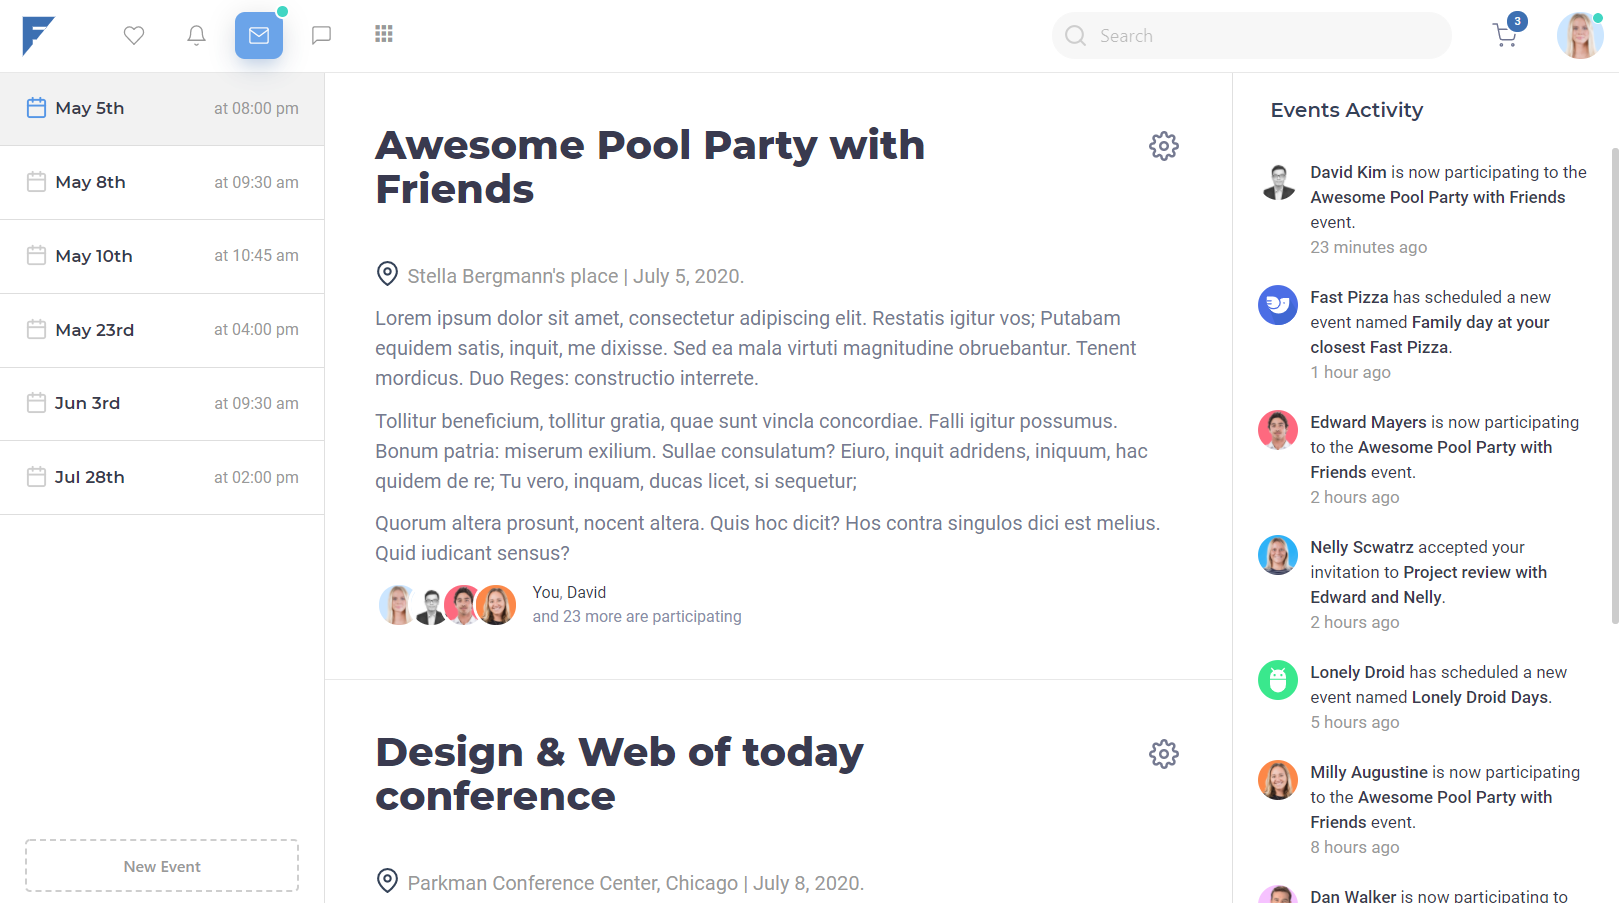 F
Search
3
May 5th at 08:00 pm
May 8th at 09:30 am
May 10th at 10:45 am
May 23rd at 04:00 pm
Jun 3rd at 09:30 am
Jul 28th at 02:00 pm
New Event
Awesome Pool Party with
Friends
Stella Bergmann's place | July 5, 2020.
Lorem ipsum dolor sit amet, consectetur adipiscing elit. Restatis igitur vos; Putabam
equidem satis, inquit, me dixisse. Sed ea mala virtuti magnitudine obruebantur. Tenent
mordicus. Duo Reges: constructio interrete.
Tollitur beneficium, tollitur gratia, quae sunt vincla concordiae. Falli igitur possumus.
Bonum patria: miserum exilium. Sullae consulatum? Eiuro, inquit adridens, iniquum, hac
quidem de re; Tu vero, inquam, ducas licet, si sequetur;
Quorum altera prosunt, nocent altera. Quis hoc dicit? Hos contra singulos dici est melius.
Quid iudicant sensus?
You, David
and 23 more are participating
Design & Web of today
conference
Parkman Conference Center, Chicago | July 8, 2020.
Events Activity
David Kim is now participating to the
Awesome Pool Party with Friends
event.
23 minutes ago
Fast Pizza has scheduled a new
event named Family day at your
closest Fast Pizza.
1 hour ago
Edward Mayers is now participating
to the Awesome Pool Party with
Friends event.
2 hours ago
Nelly Scwatrz accepted your
invitation to Project review with
Edward and Nelly.
2 hours ago
Lonely Droid has scheduled a new
event named Lonely Droid Days.
5 hours ago
Milly Augustine is now participating
to the Awesome Pool Party with
Friends event.
8 hours ago
Dan Walker is now participating to